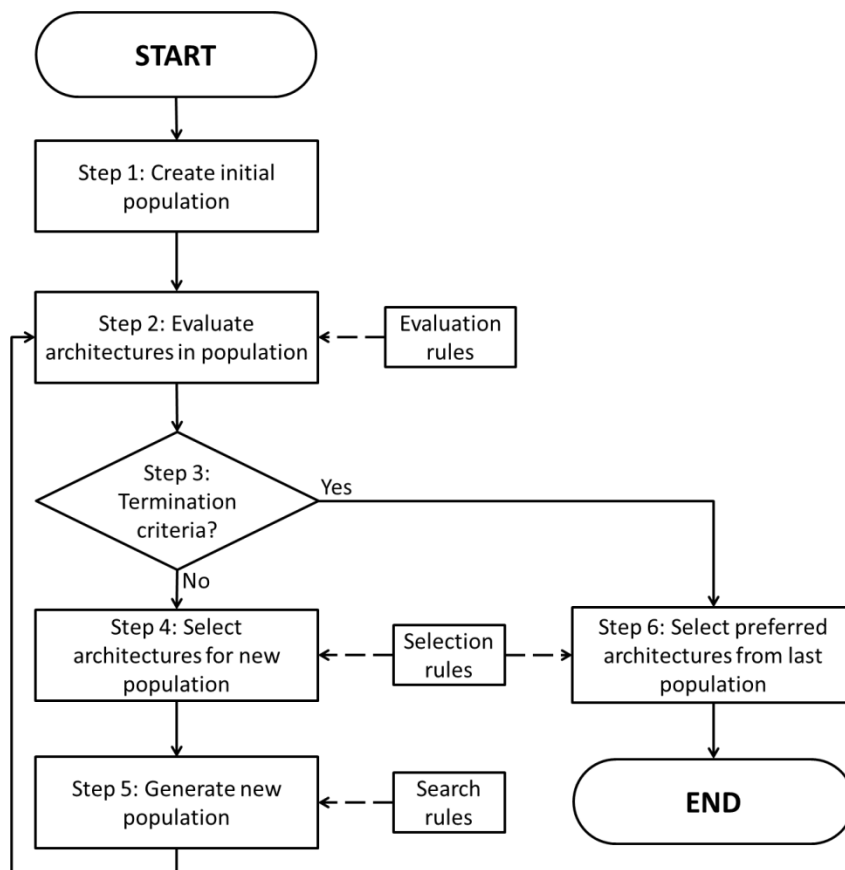 START
Step 1: Create initial
population
Step 2: Evaluate
architectures in population
Evaluation
rules
Step 3:
Termination
criteria?
Yes
No
Step 4: Select
architectures for new
population
Selection
rules
Step 6: Select preferred
architectures from last
population
Step 5: Generate new
population
Search
rules
END